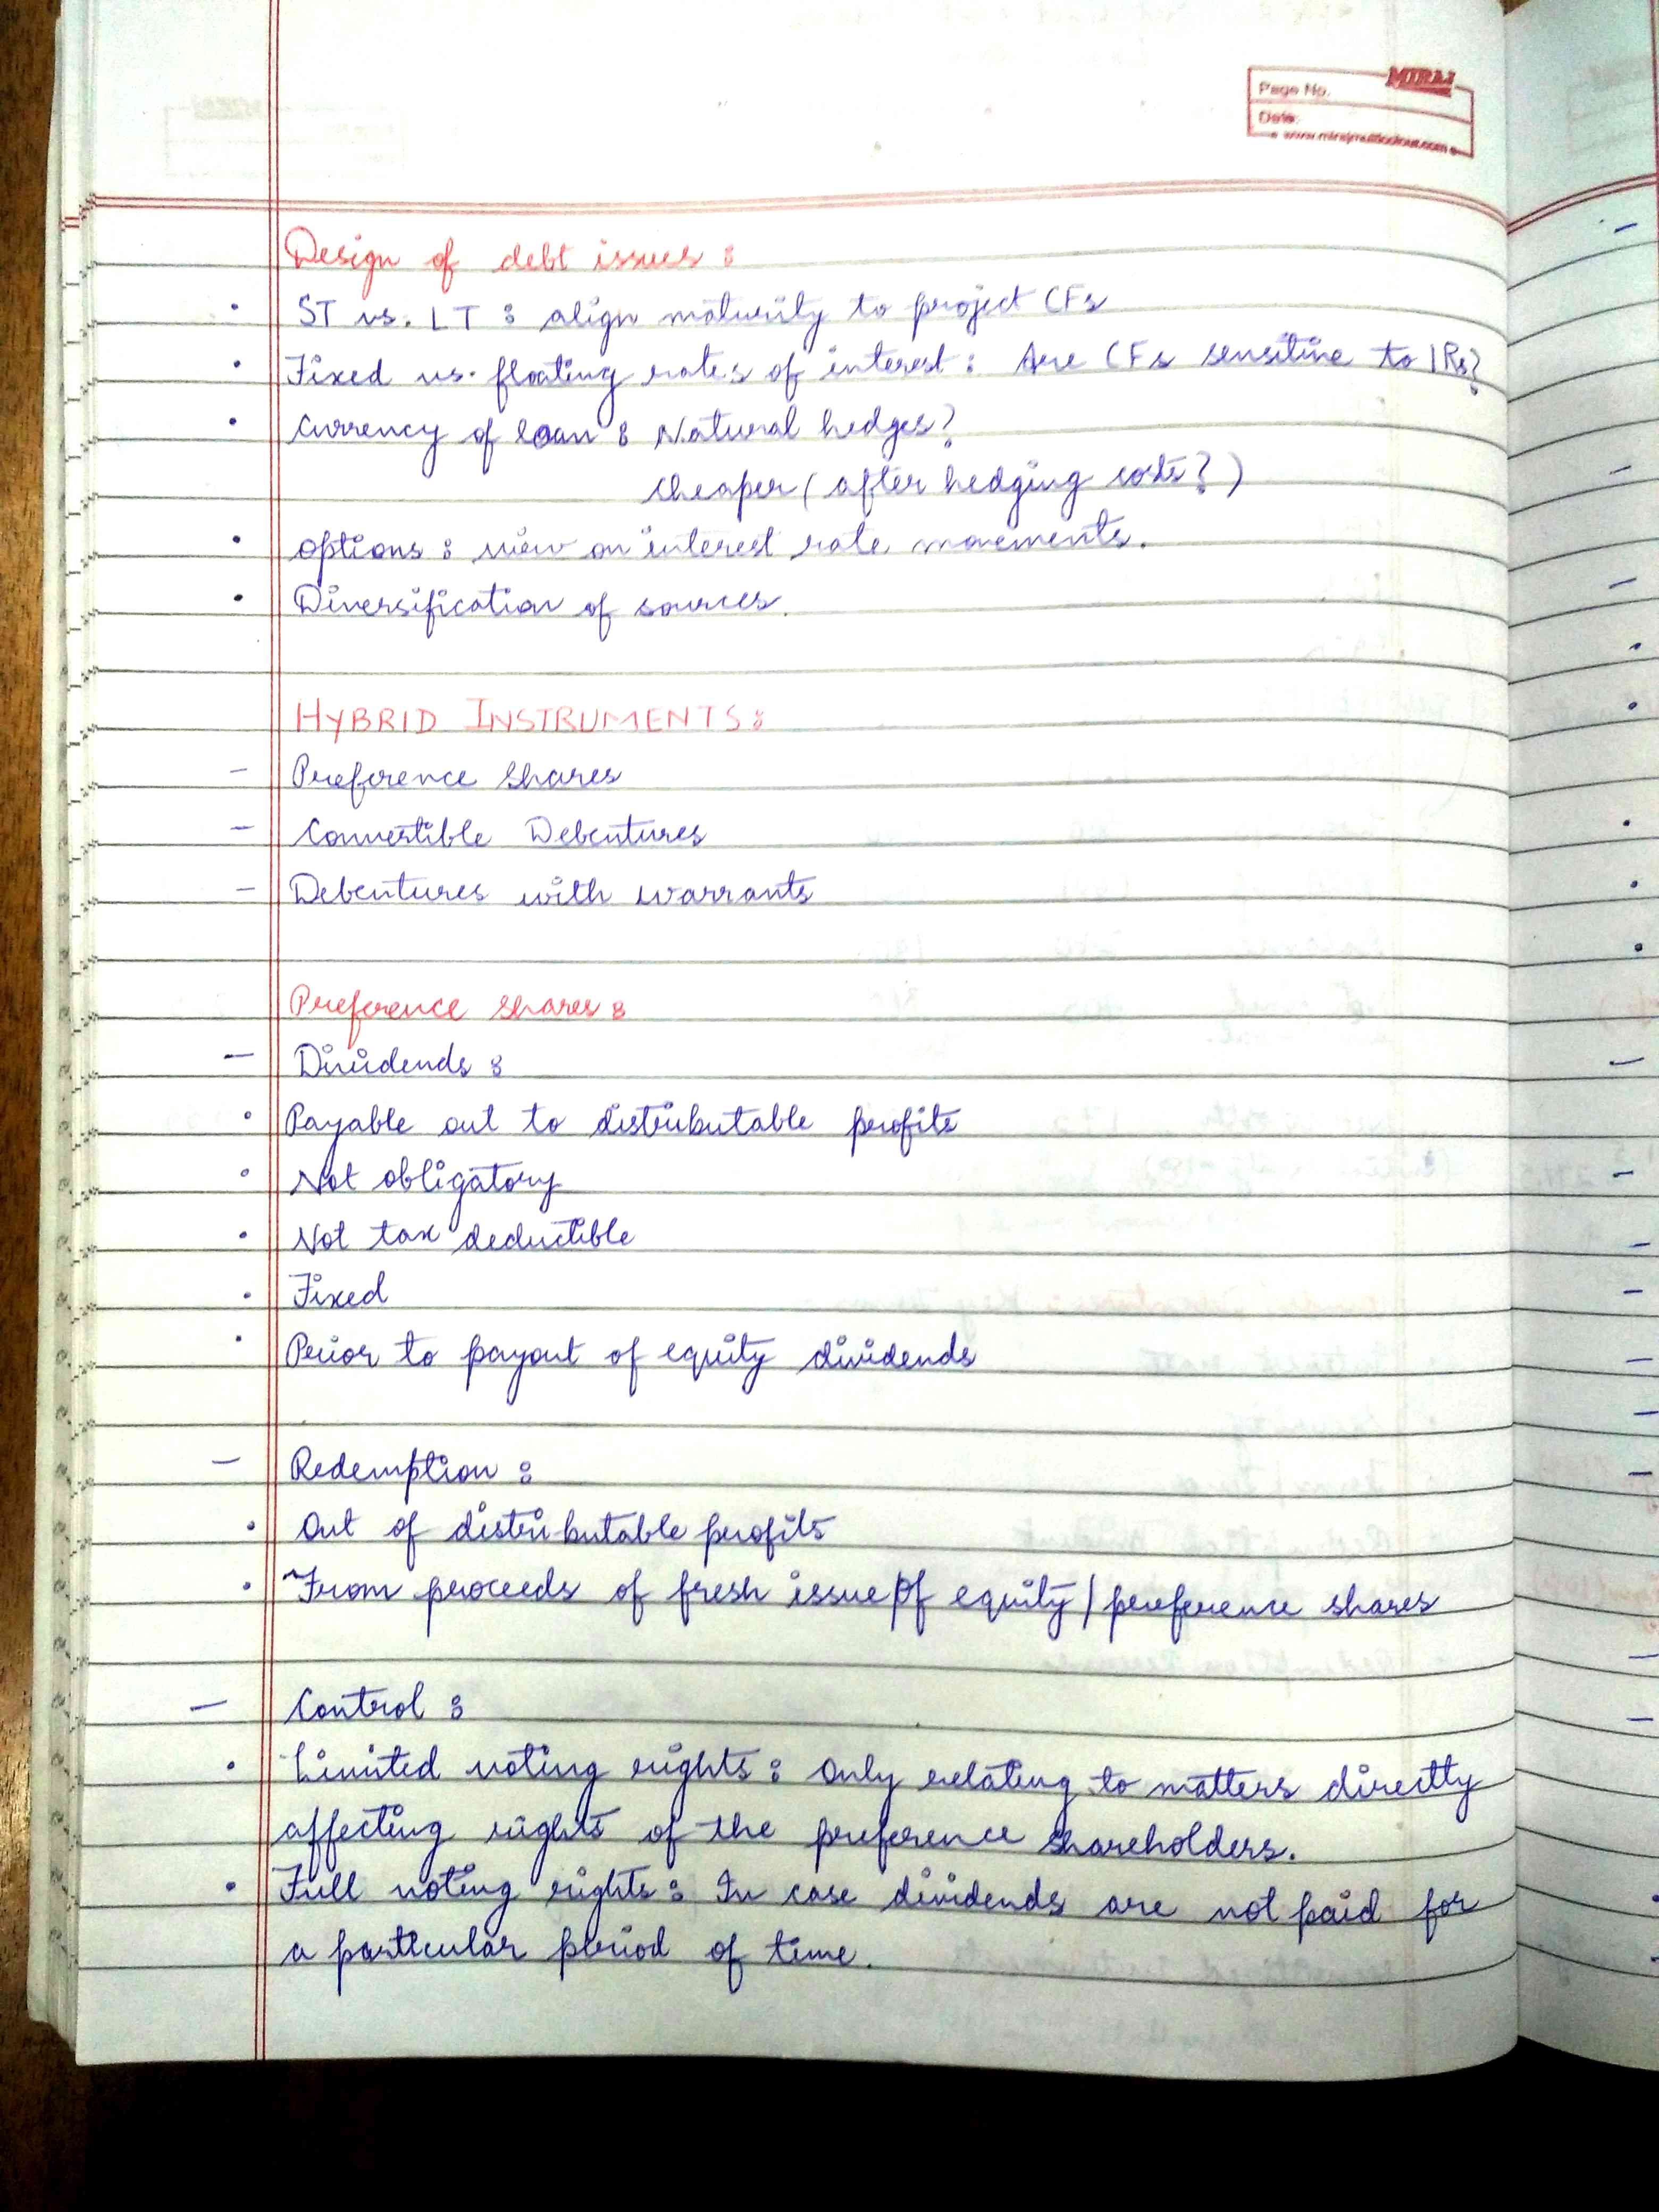 MIRAJ
Page No.
Date:
Design of debt issues :
• ST vs. LT : align maturity to project CFs
• Fixed vs. floating rates of interest : Are CFs sensitive to IRs?
• Currency of loan : Natural hedges?
cheaper (after hedging costs?)
• options : view on interest rate movements.
• Diversification of sources.
HYBRID INSTRUMENTS :
- Preference shares
- Convertible Debentures
- Debentures with warrants
Preference shares :
- Dividends :
• Payable out to distributable profits
• Not obligatory
• Not tax deductible
• Fixed
• Prior to payout of equity dividends
- Redemption :
• Out of distributable profits
• From proceeds of fresh issue of equity / preference shares
- Control :
• Limited voting rights : Only relating to matters directly
affecting rights of the preference shareholders.
• Full voting rights : In case dividends are not paid for
a particular period of time.